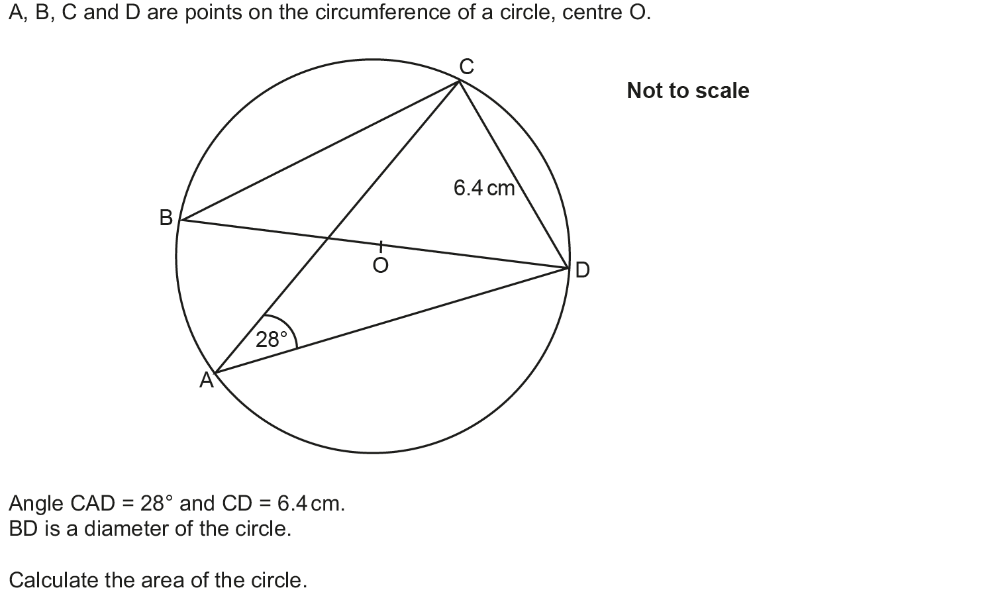 A, B, C and D are points on the circumference of a circle, centre O.
C
Not to scale
6.4 cm
B
O
D
28°
A
Angle CAD = 28° and CD = 6.4 cm.
BD is a diameter of the circle.
Calculate the area of the circle.